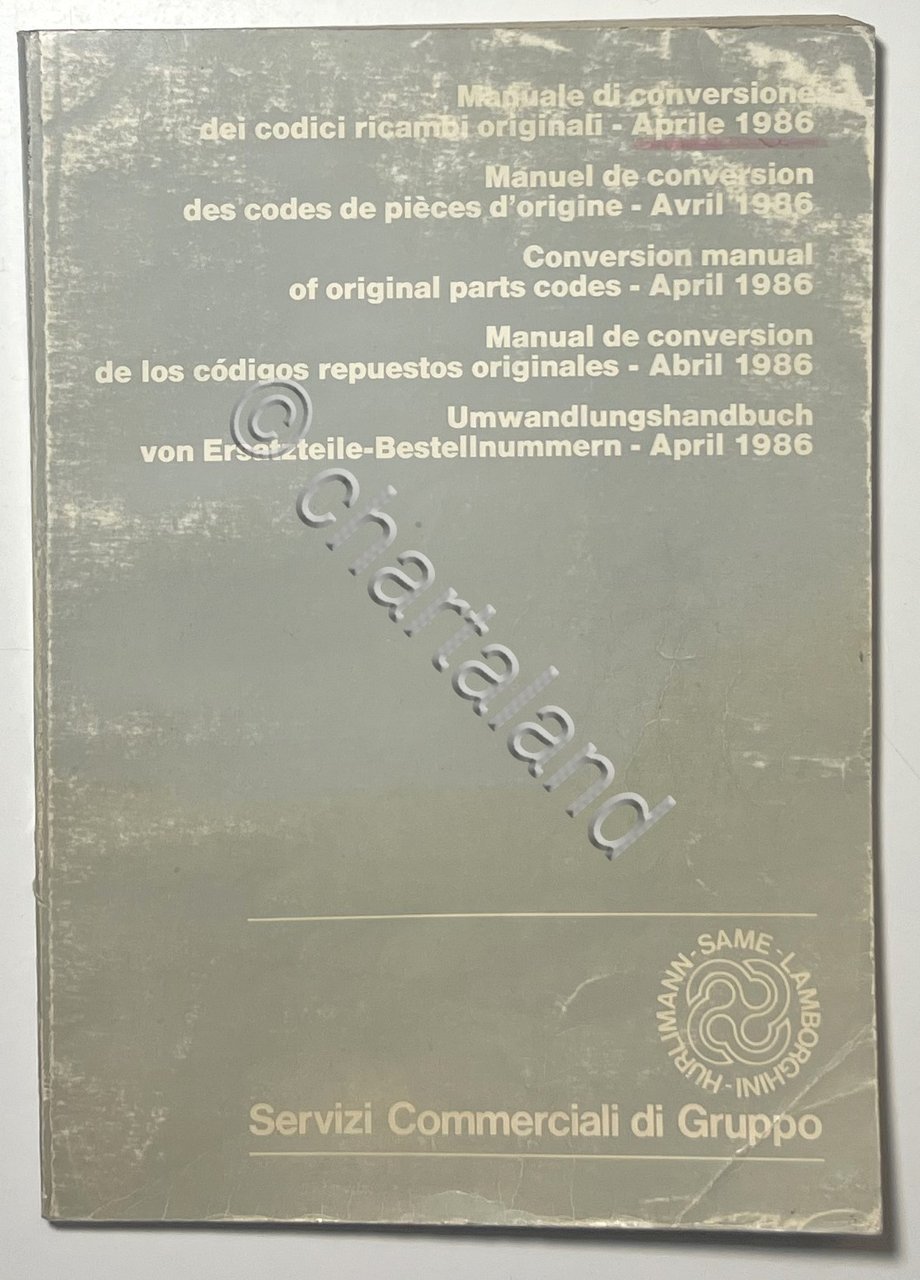 Manuale di conversione
dei codici ricambi originali - Aprile 1986
Manuel de conversion
des codes de pièces d'origine - Avril 1986
Conversion manual
of original parts codes - April 1986
Manual de conversion
de los códigos repuestos originales - Abril 1986
Umwandlungshandbuch
von Ersatzteile-Bestellnummern - April 1986
© chartaland
HÜRLIMANN-SAME-LAMBORGHINI-
Servizi Commerciali di Gruppo